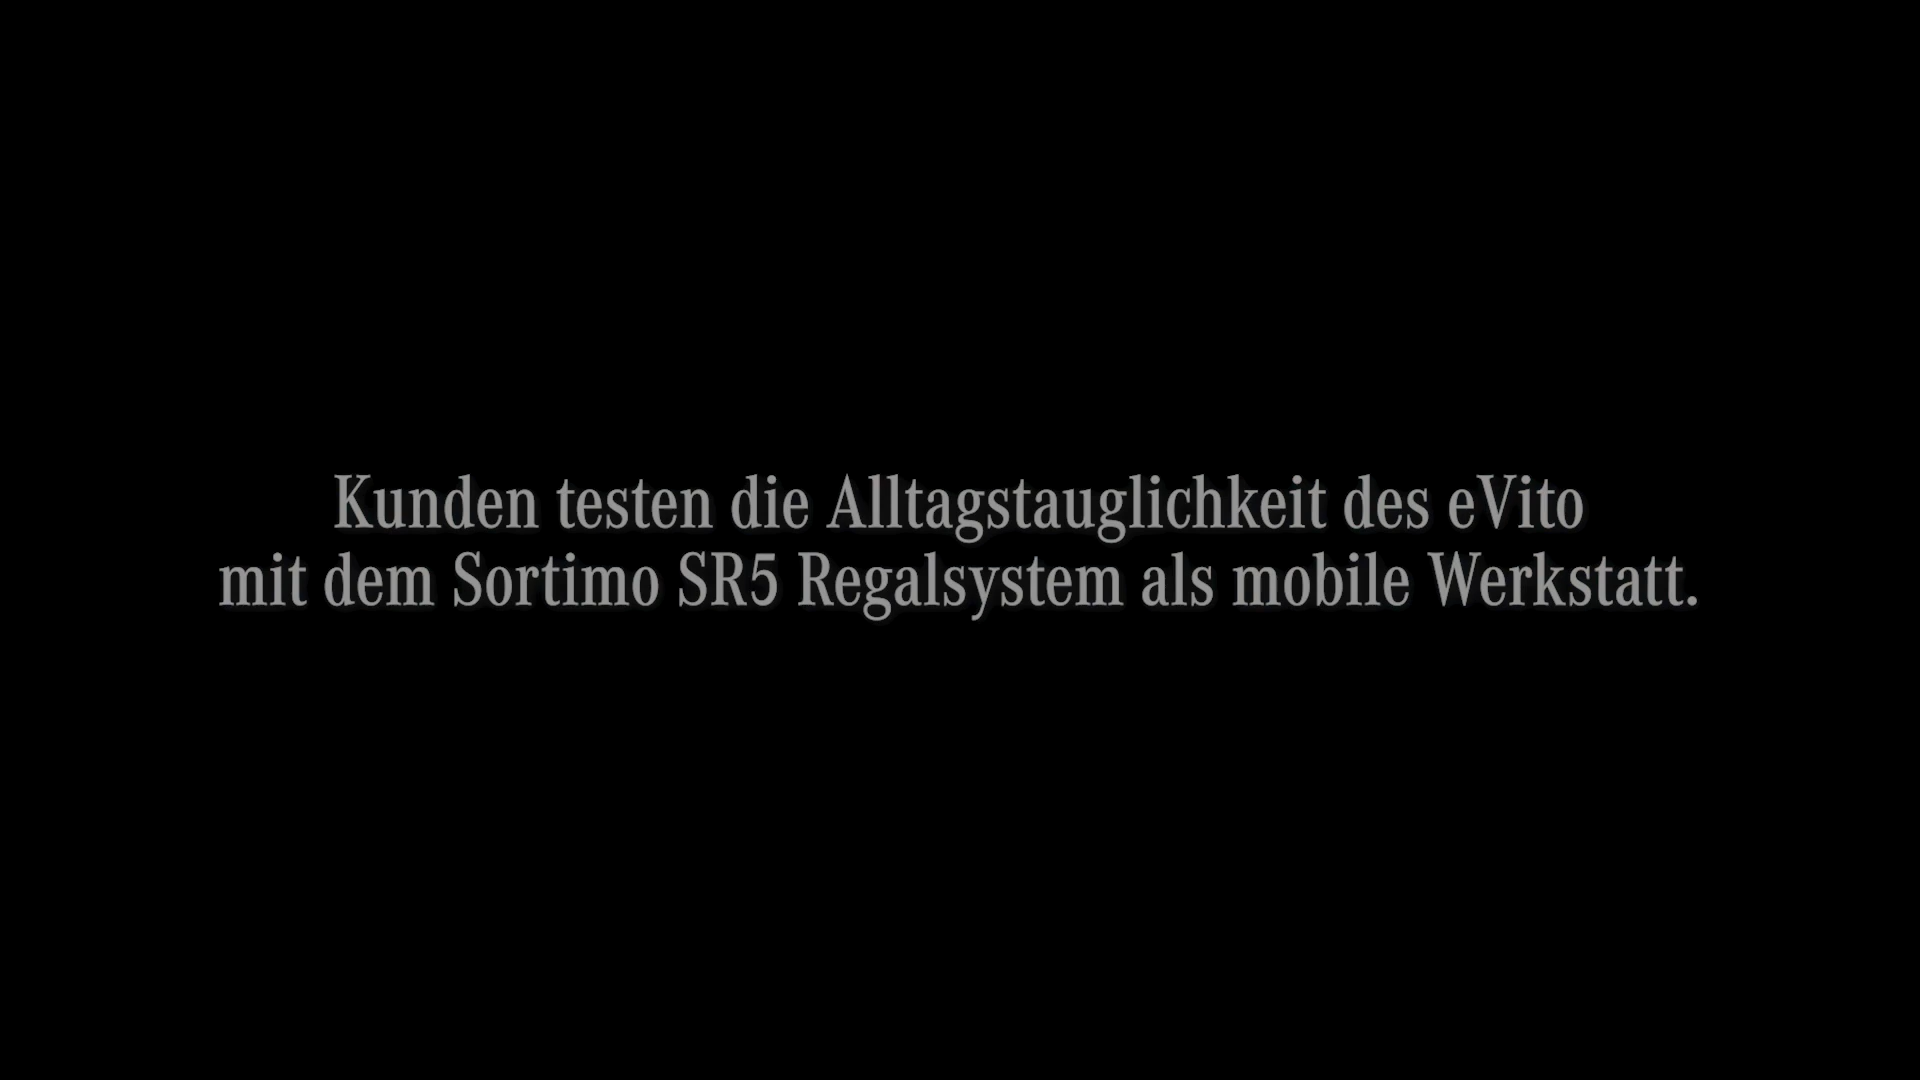 Kunden testen die Alltagstauglichkeit des eVito
mit dem Sortimo SR5 Regalsystem als mobile Werkstatt.